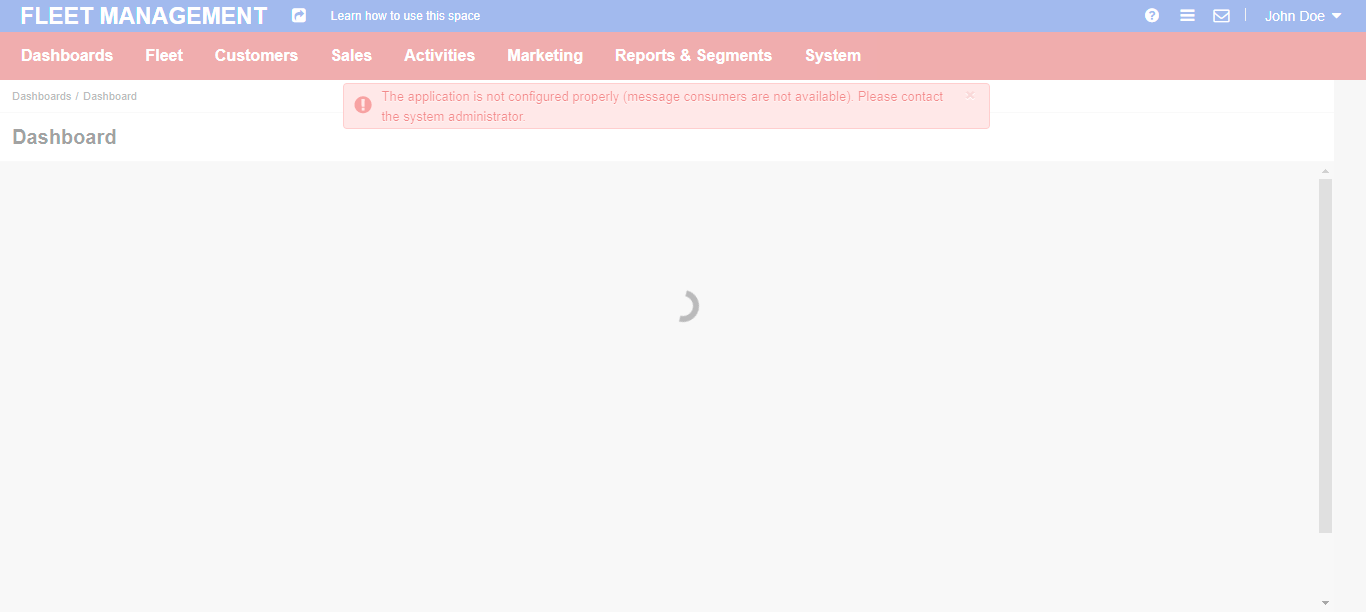 FLEET MANAGEMENT
Learn how to use this space
John Doe
Dashboards Fleet Customers Sales Activities Marketing Reports & Segments System
Dashboards / Dashboard
The application is not configured properly (message consumers are not available). Please contact
the system administrator.
×
Dashboard